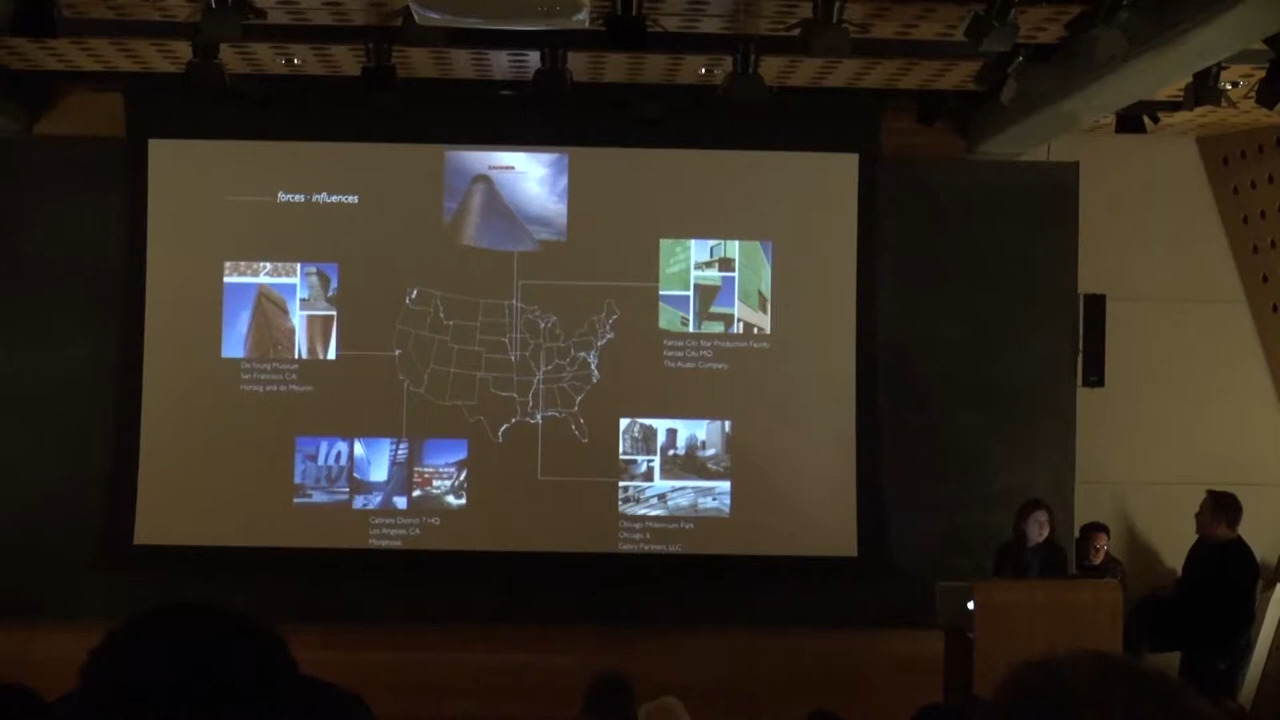 forces · influences
De Young Museum
San Francisco, CA
Herzog and de Meuron
Kansas City Star Production Facility
Kansas City, MO
The Austin Company
10
Caltrans District 7 HQ
Los Angeles, CA
Morphosis
Chicago Millennium Park
Chicago, IL
Gehry Partners, LLC